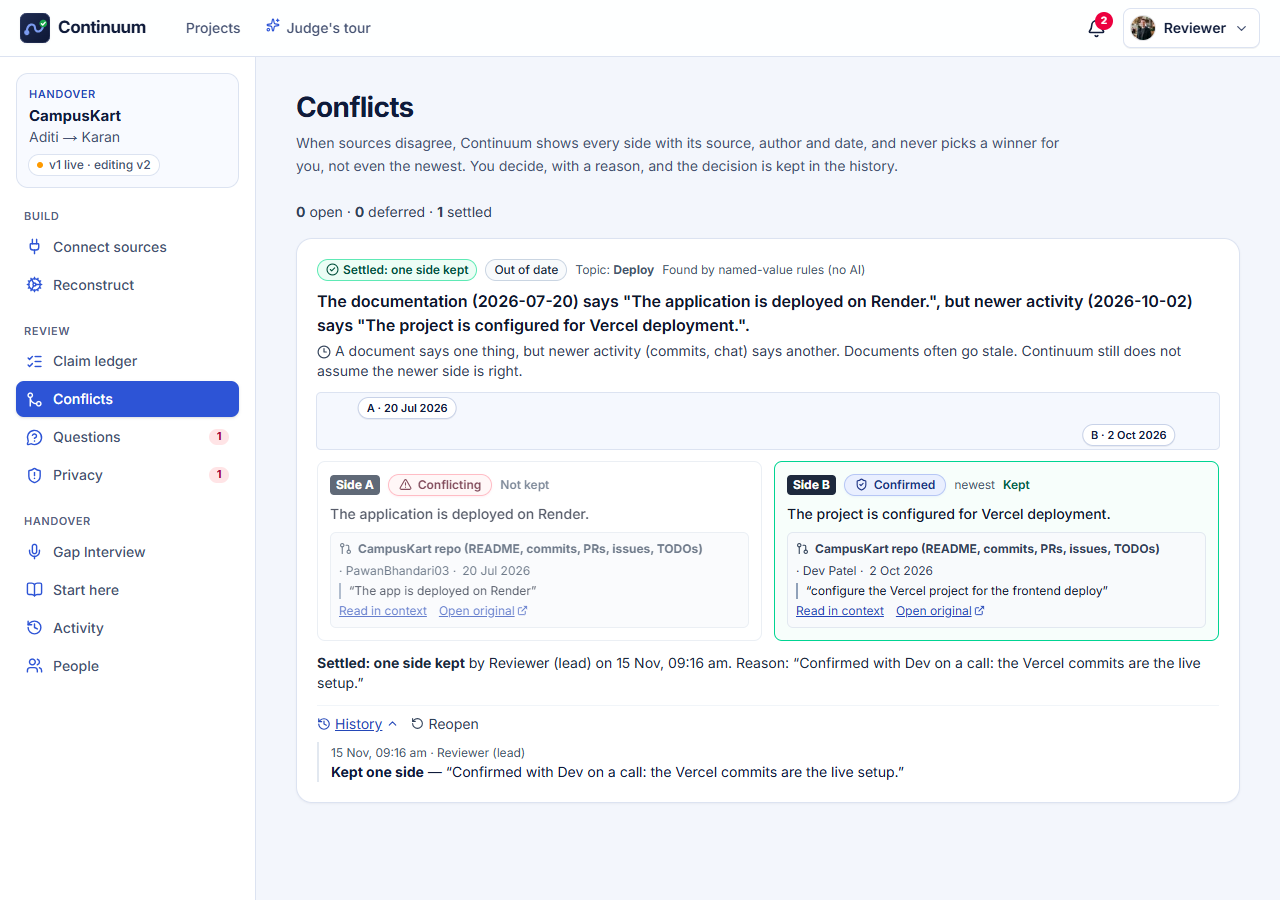 Continuum
Projects
Judge's tour
2
Reviewer
HANDOVER
CampusKart
Aditi → Karan
v1 live · editing v2
BUILD
Connect sources
Reconstruct
REVIEW
Claim ledger
Conflicts
Questions 1
Privacy 1
HANDOVER
Gap Interview
Start here
Activity
People
Conflicts
When sources disagree, Continuum shows every side with its source, author and date, and never picks a winner for
you, not even the newest. You decide, with a reason, and the decision is kept in the history.
0 open · 0 deferred · 1 settled
Settled: one side kept Out of date Topic: Deploy Found by named-value rules (no AI)
The documentation (2026-07-20) says "The application is deployed on Render.", but newer activity (2026-10-02)
says "The project is configured for Vercel deployment.".
A document says one thing, but newer activity (commits, chat) says another. Documents often go stale. Continuum still does not
assume the newer side is right.
A · 20 Jul 2026
B · 2 Oct 2026
Side A Conflicting Not kept
The application is deployed on Render.
CampusKart repo (README, commits, PRs, issues, TODOs)
· PawanBhandari03 · 20 Jul 2026
“The app is deployed on Render”
Read in context Open original
Side B Confirmed newest Kept
The project is configured for Vercel deployment.
CampusKart repo (README, commits, PRs, issues, TODOs)
· Dev Patel · 2 Oct 2026
“configure the Vercel project for the frontend deploy”
Read in context Open original
Settled: one side kept by Reviewer (lead) on 15 Nov, 09:16 am. Reason: “Confirmed with Dev on a call: the Vercel commits are the live
setup.”
History Reopen
15 Nov, 09:16 am · Reviewer (lead)
Kept one side — “Confirmed with Dev on a call: the Vercel commits are the live setup.”